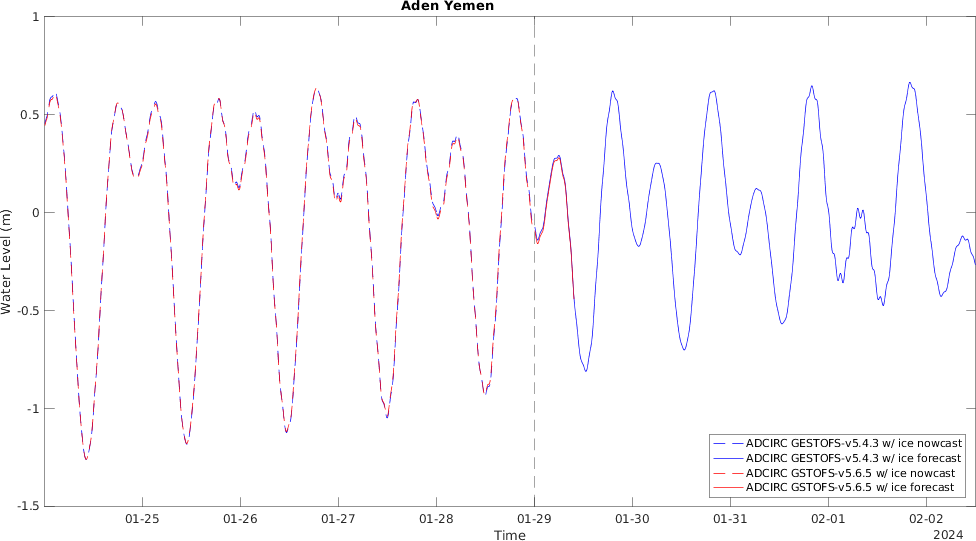 Aden Yemen
Water Level (m)
1
0.5
0
-0.5
-1
-1.5
01-25
01-26
01-27
01-28
01-29
01-30
01-31
02-01
02-02
Time
2024
ADCIRC GESTOFS-v5.4.3 w/ ice nowcast
ADCIRC GESTOFS-v5.4.3 w/ ice forecast
ADCIRC GSTOFS-v5.6.5 w/ ice nowcast
ADCIRC GSTOFS-v5.6.5 w/ ice forecast